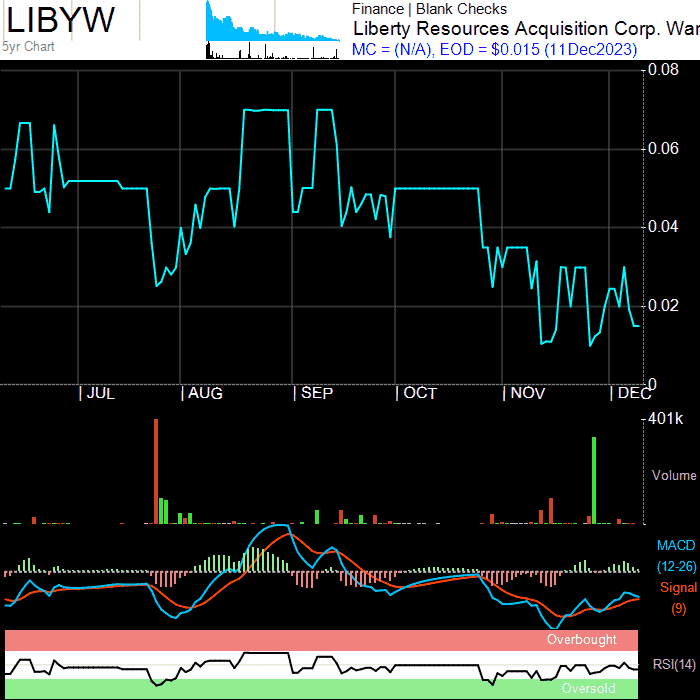 LIBYW
5yr Chart
Finance | Blank Checks
Liberty Resources Acquisition Corp. War
MC = (N/A), EOD = $0.015 (11Dec2023)
0.08
0.06
0.04
0.02
0
| JUL | AUG | SEP | OCT | NOV | DEC
401k
Volume
MACD
(12-26)
Signal
(9)
Overbought
RSI(14)
Oversold